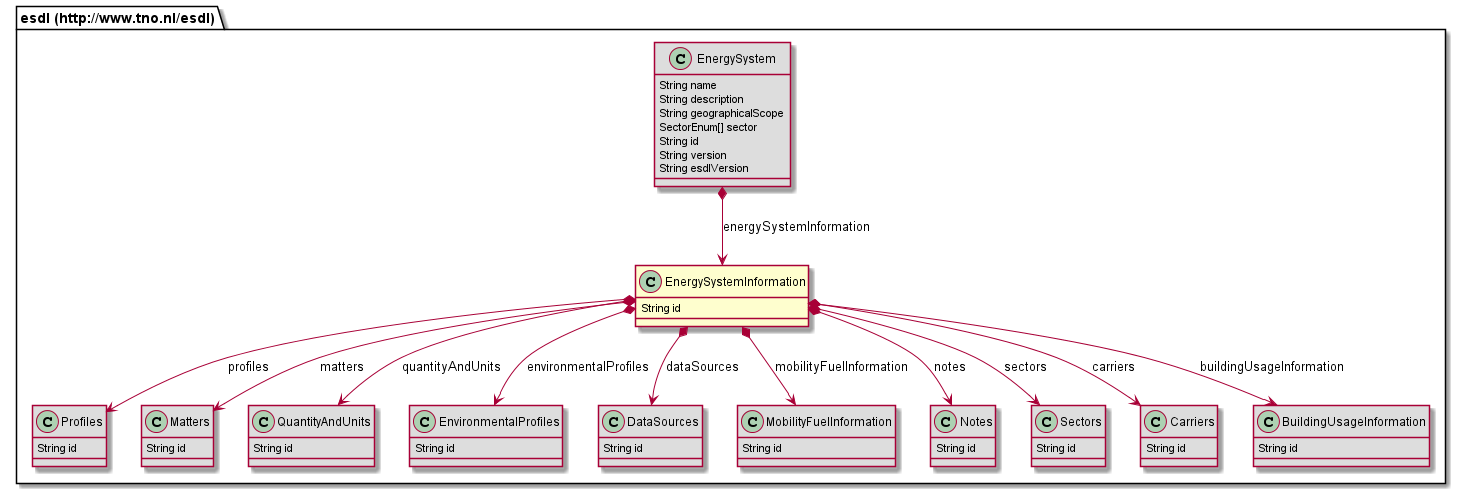 esdl (http://www.tno.nl/esdl)
C EnergySystem
String name
String description
String geographicalScope
SectorEnum[] sector
String id
String version
String esdlVersion
energySystemInformation
C EnergySystemInformation
String id
profiles
matters
quantityAndUnits
environmentalProfiles
dataSources
mobilityFuelInformation
notes
sectors
carriers
buildingUsageInformation
C Profiles
String id
C Matters
String id
C QuantityAndUnits
String id
C EnvironmentalProfiles
String id
C DataSources
String id
C MobilityFuelInformation
String id
C Notes
String id
C Sectors
String id
C Carriers
String id
C BuildingUsageInformation
String id